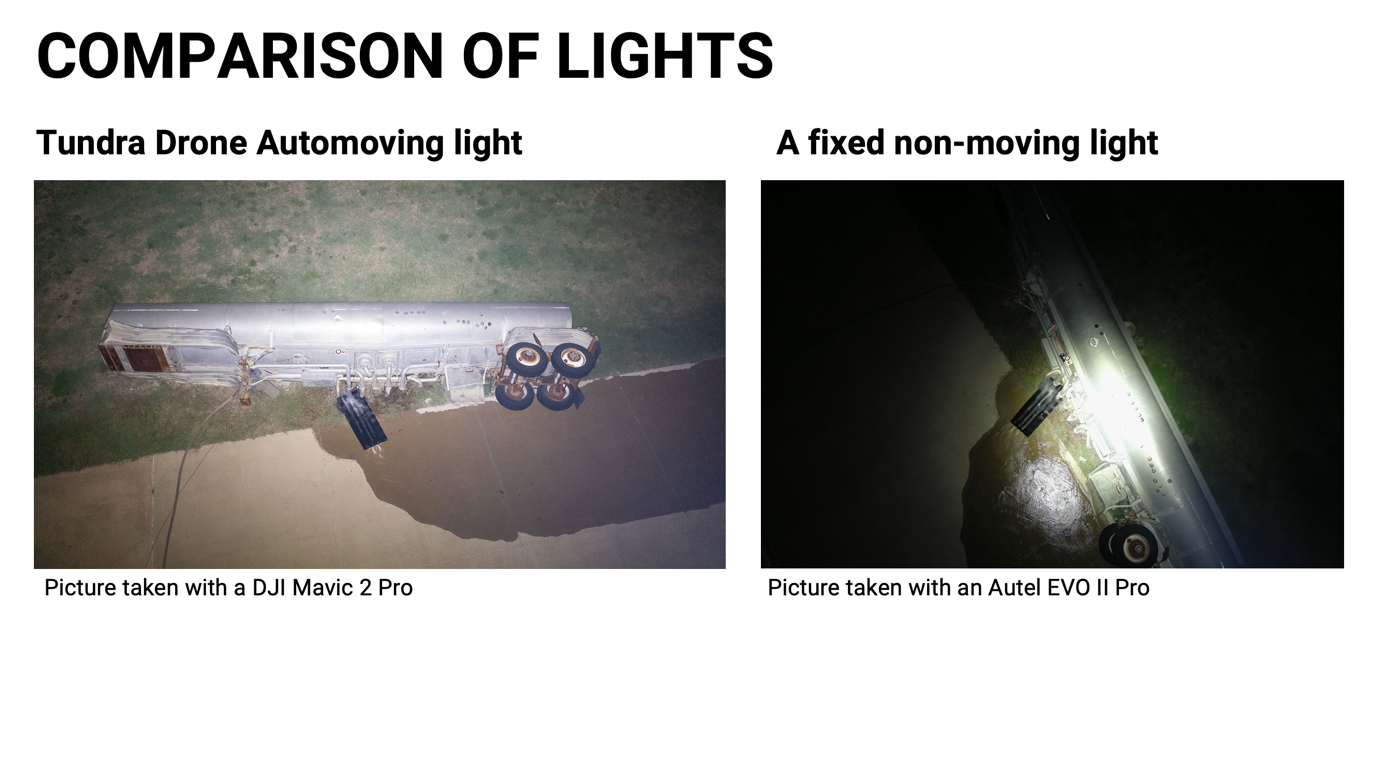 COMPARISON OF LIGHTS
Tundra Drone Automoving light
A fixed non-moving light
Picture taken with a DJI Mavic 2 Pro
Picture taken with an Autel EVO II Pro